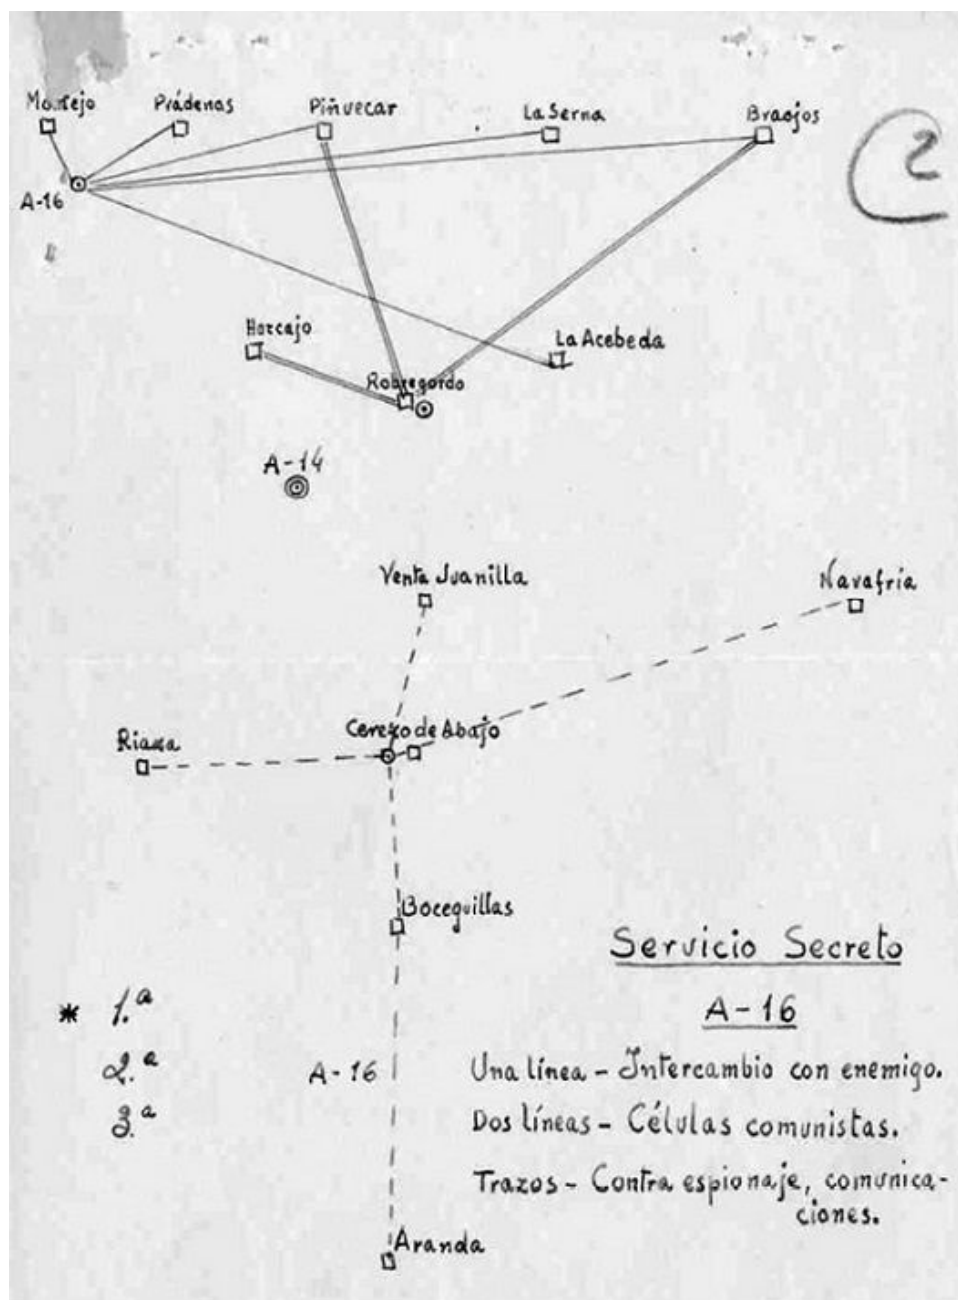 Montejo Prádenas Piñuecar La Serna Braojos
2
A-16
Horcajo
La Acebeda
Robregordo
A-14
Venta Juanilla
Navafría
Cerezo de Abajo
Riaza
Boceguillas
Servicio Secreto
A-16
* 1.ª
2.ª
3.ª
A-16
Una línea - Intercambio con enemigo.
Dos líneas - Células comunistas.
Trazos - Contra espionaje, comunica-
ciones.
Aranda